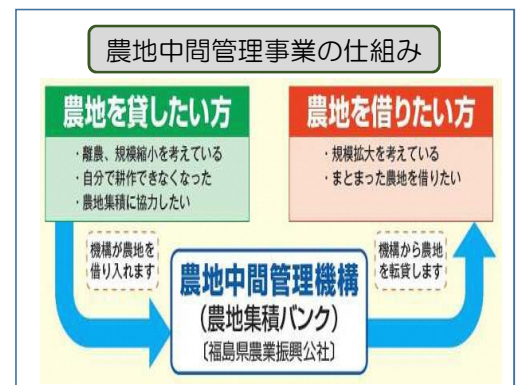 農地中間管理事業の仕組み
農地を貸したい方
・離農、規模縮小を考えている
・自分で耕作できなくなった
・農地集積に協力したい
農地を借りたい方
・規模拡大を考えている
・まとまった農地を借りたい
機構が農地を
借り入れます
農地中間管理機構
(農地集積バンク)
〔福島県農業振興公社〕
機構から農地
を転貸します